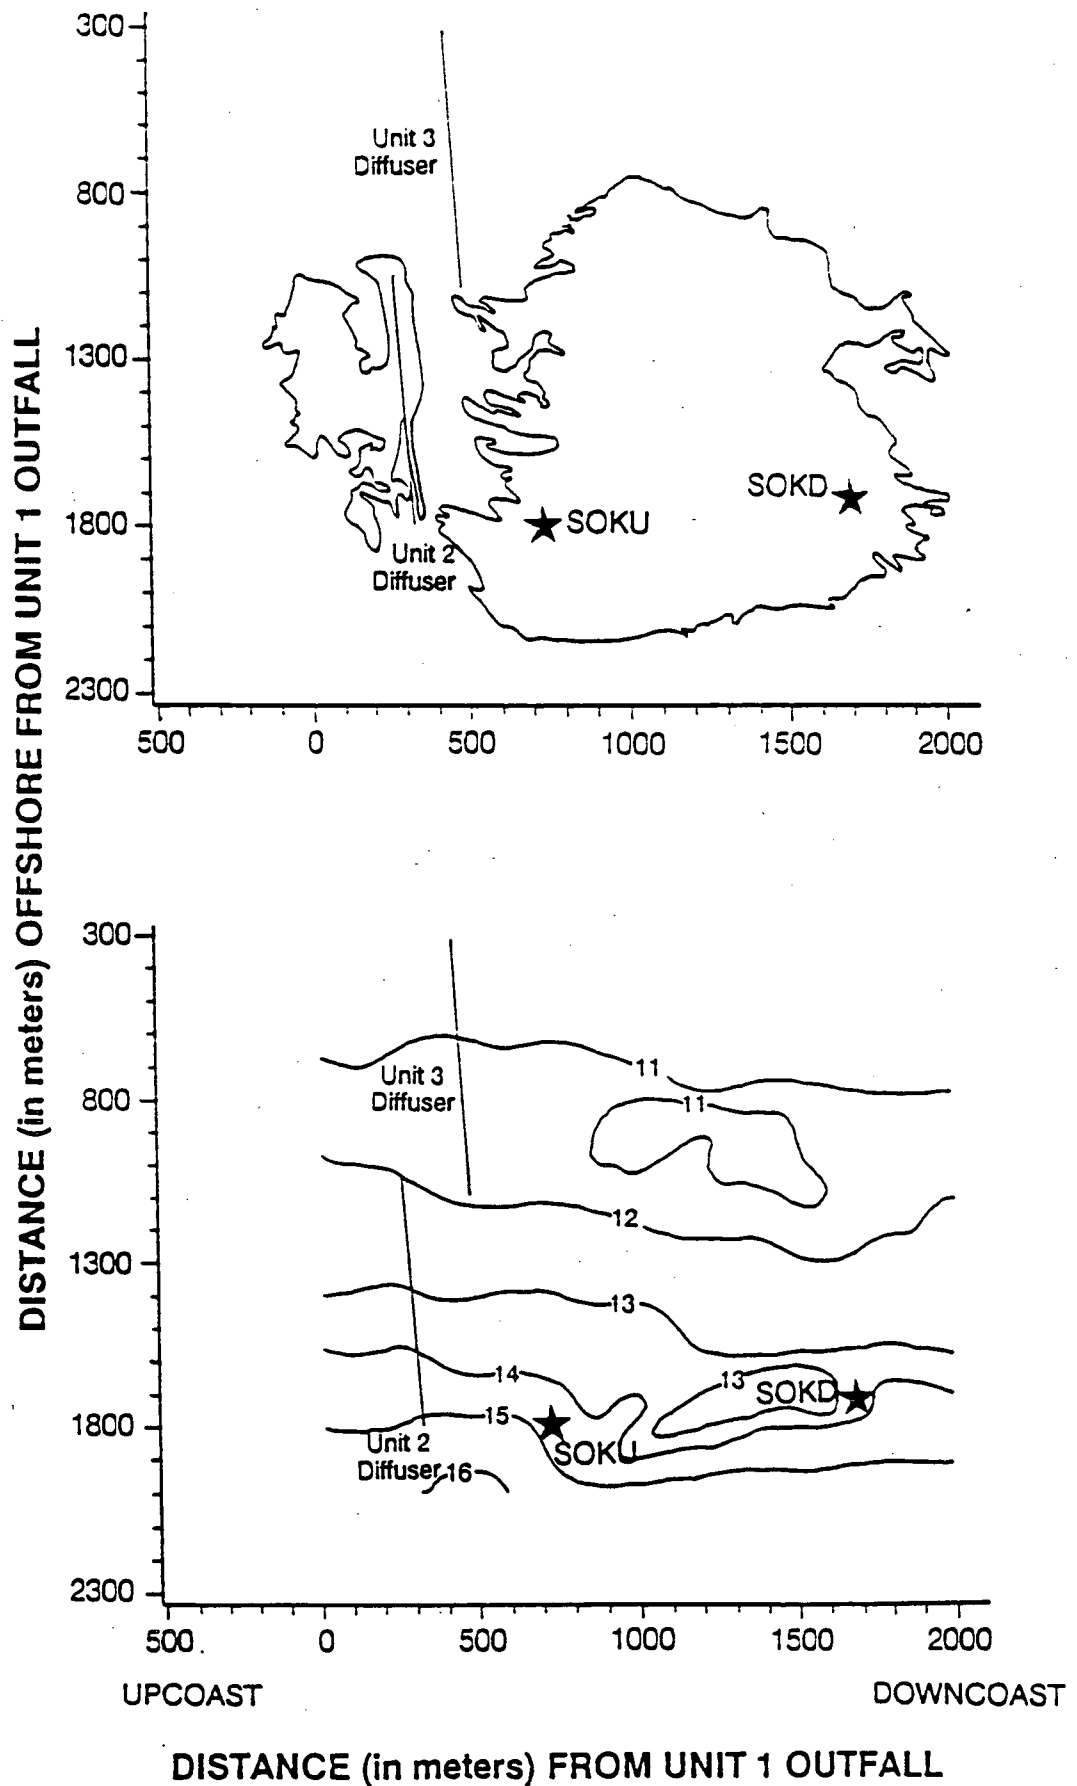 DISTANCE (in meters) OFFSHORE FROM UNIT 1 OUTFALL
300
800
1300
1800
2300
Unit 3
Diffuser
SOKD
SOKU
Unit 2
Diffuser
500
0
500
1000
1500
2000
300
800
1300
1800
2300
11
Unit 3
Diffuser
11
12
13
14
13
SOKD
15
SOKU
Unit 2
Diffuser
16
500
0
500
1000
1500
2000
UPCOAST
DOWNCOAST
DISTANCE (in meters) FROM UNIT 1 OUTFALL